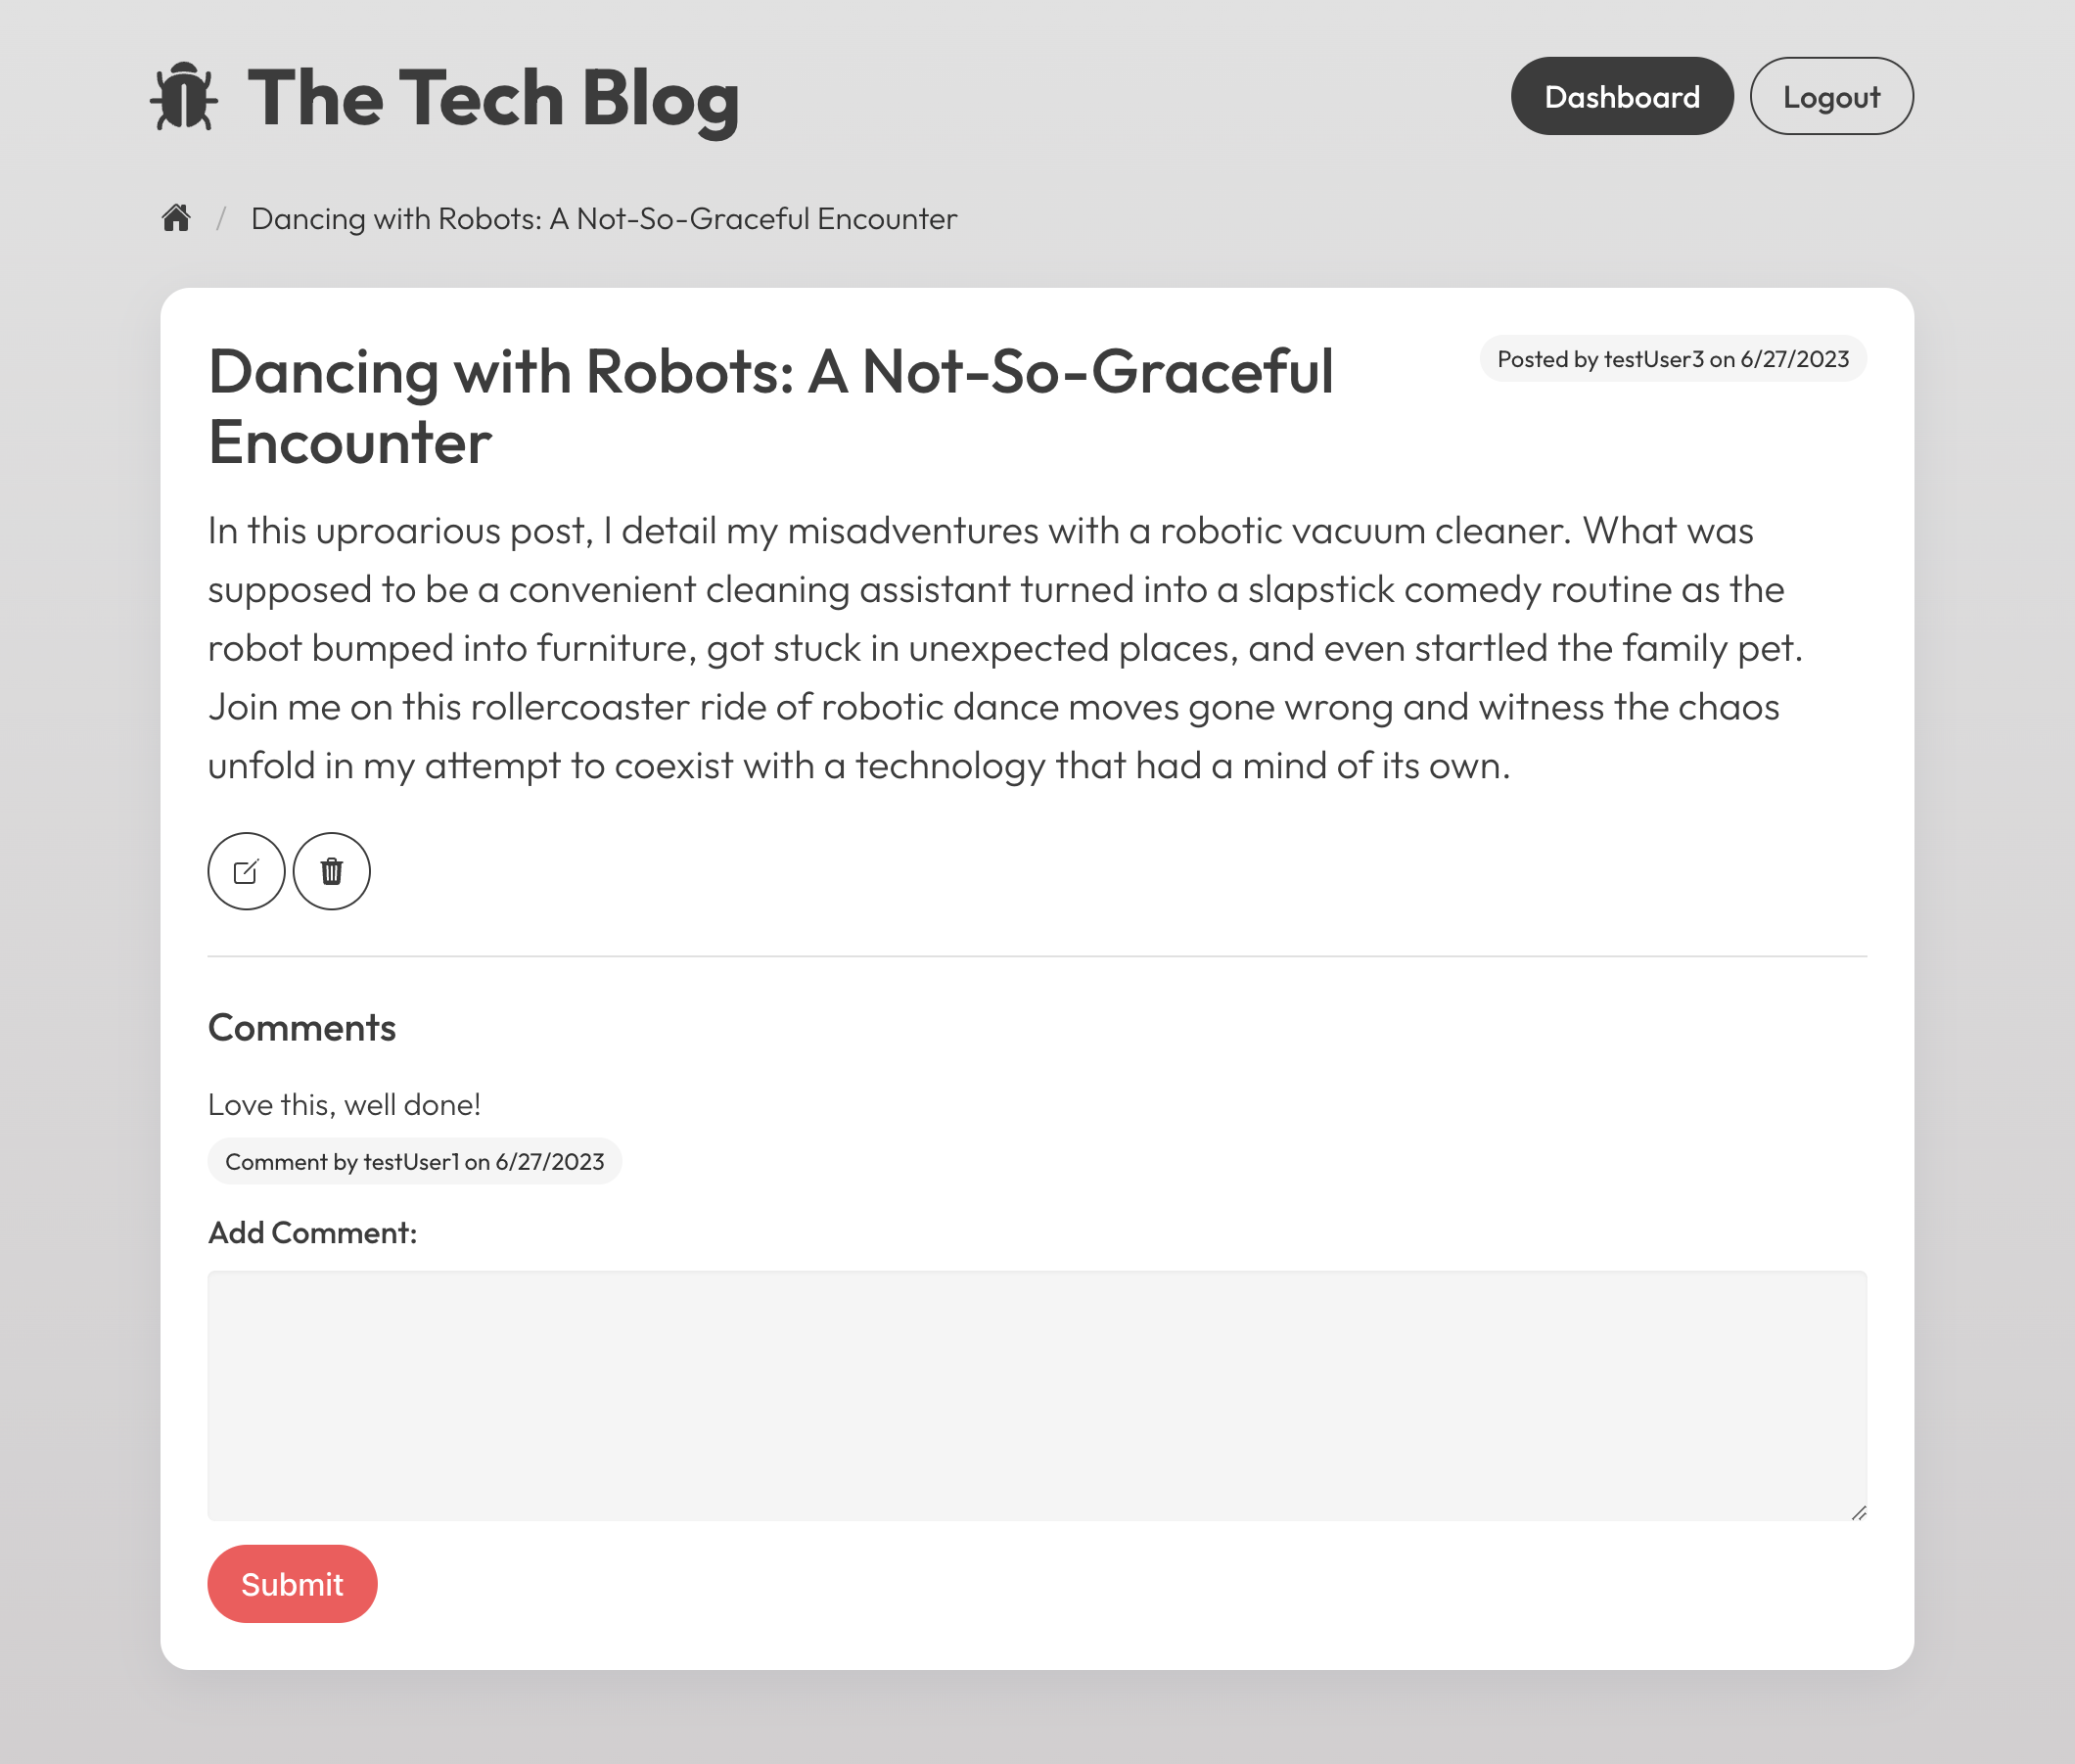 The Tech Blog
Dashboard
Logout
/ Dancing with Robots: A Not-So-Graceful Encounter
Dancing with Robots: A Not-So-Graceful
Encounter
Posted by testUser3 on 6/27/2023
In this uproarious post, I detail my misadventures with a robotic vacuum cleaner. What was
supposed to be a convenient cleaning assistant turned into a slapstick comedy routine as the
robot bumped into furniture, got stuck in unexpected places, and even startled the family pet.
Join me on this rollercoaster ride of robotic dance moves gone wrong and witness the chaos
unfold in my attempt to coexist with a technology that had a mind of its own.
Comments
Love this, well done!
Comment by testUser1 on 6/27/2023
Add Comment:
Submit